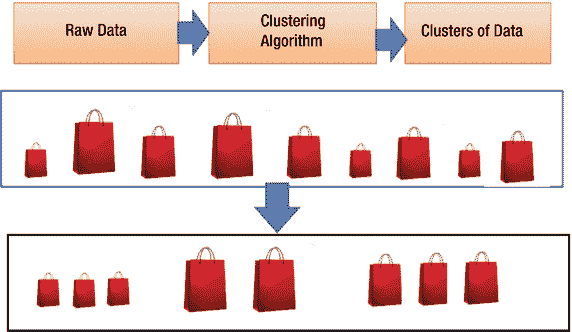 Raw Data
Clustering
Algorithm
Clusters of Data